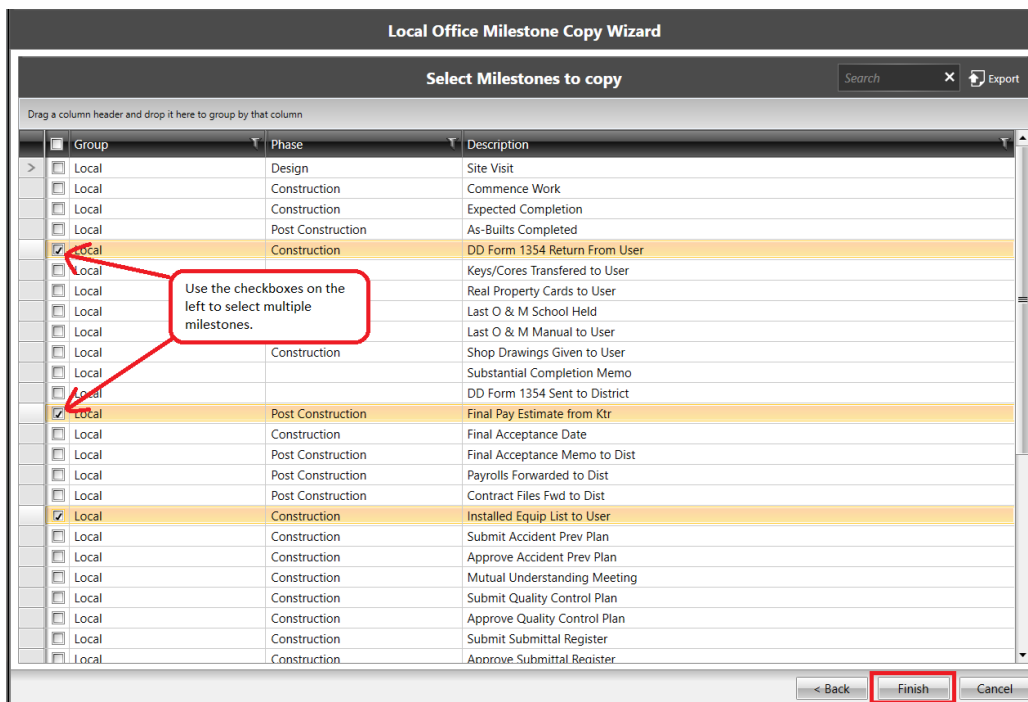 Local Office Milestone Copy Wizard
Select Milestones to copy Search Export
Drag a column header and drop it here to group by that column
Group Phase Description
Local Design Site Visit
Local Construction Commence Work
Local Construction Expected Completion
Local Post Construction As-Builts Completed
Local Construction DD Form 1354 Return From User
Local Keys/Cores Transfered to User
Local Real Property Cards to User
Local Last O & M School Held
Local Last O & M Manual to User
Local Construction Shop Drawings Given to User
Local Substantial Completion Memo
Local DD Form 1354 Sent to District
Local Post Construction Final Pay Estimate from Ktr
Local Construction Final Acceptance Date
Local Post Construction Final Acceptance Memo to Dist
Local Post Construction Payrolls Forwarded to Dist
Local Post Construction Contract Files Fwd to Dist
Local Construction Installed Equip List to User
Local Construction Submit Accident Prev Plan
Local Construction Approve Accident Prev Plan
Local Construction Mutual Understanding Meeting
Local Construction Submit Quality Control Plan
Local Construction Approve Quality Control Plan
Local Construction Submit Submittal Register
Local Construction Approve Submittal Register
Use the checkboxes on the
left to select multiple
milestones.
< Back Finish Cancel